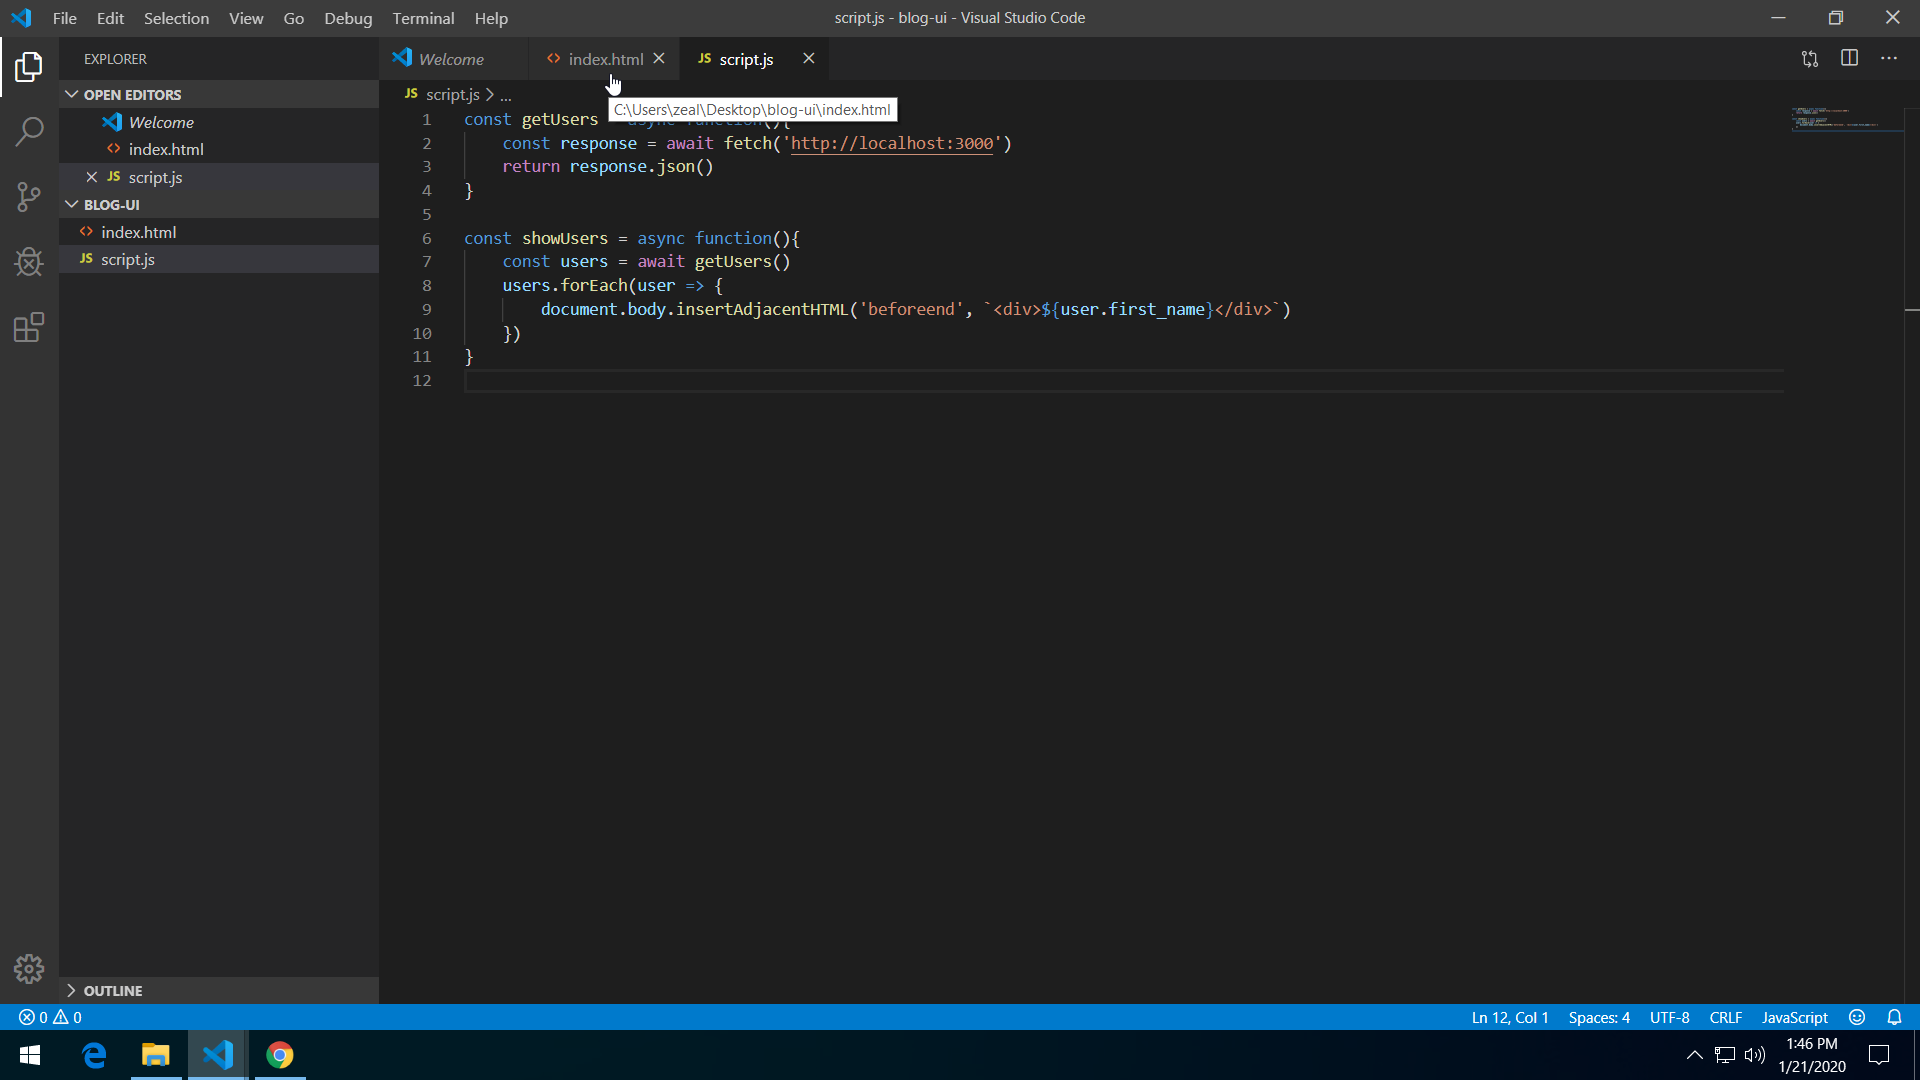 File Edit Selection View Go Debug Terminal Help
script.js - blog-ui - Visual Studio Code
EXPLORER
OPEN EDITORS
Welcome
index.html
JS script.js
BLOG-UI
index.html
JS script.js
OUTLINE
Welcome
index.html
JS script.js
JS script.js > ...
C:\Users\zeal\Desktop\blog-ui\index.html
1 const getUsers = async function(){
2 const response = await fetch('http://localhost:3000')
3 return response.json()
4 }
5
6 const showUsers = async function(){
7 const users = await getUsers()
8 users.forEach(user => {
9 document.body.insertAdjacentHTML('beforeend', `<div>${user.first_name}</div>`)
10 })
11 }
12
0 0
Ln 12, Col 1 Spaces: 4 UTF-8 CRLF JavaScript
1:46 PM
1/21/2020